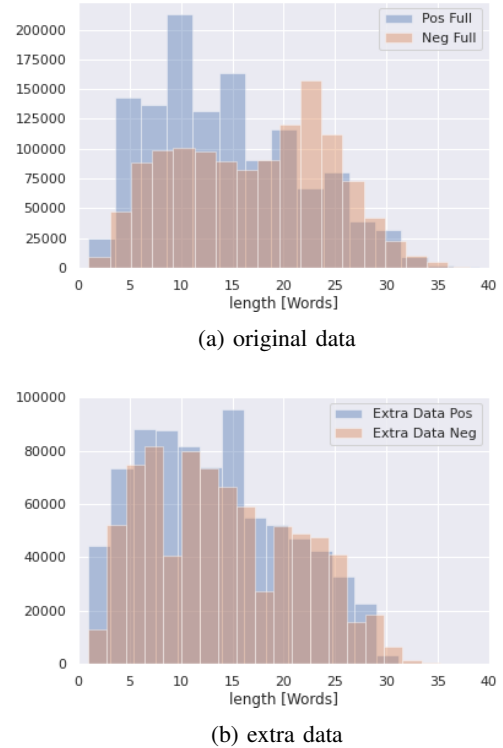 200000
175000
150000
125000
100000
75000
50000
25000
0
Pos Full
Neg Full
0 5 10 15 20 25 30 35 40
length [Words]
(a) original data
100000
80000
60000
40000
20000
0
Extra Data Pos
Extra Data Neg
0 5 10 15 20 25 30 35 40
length [Words]
(b) extra data